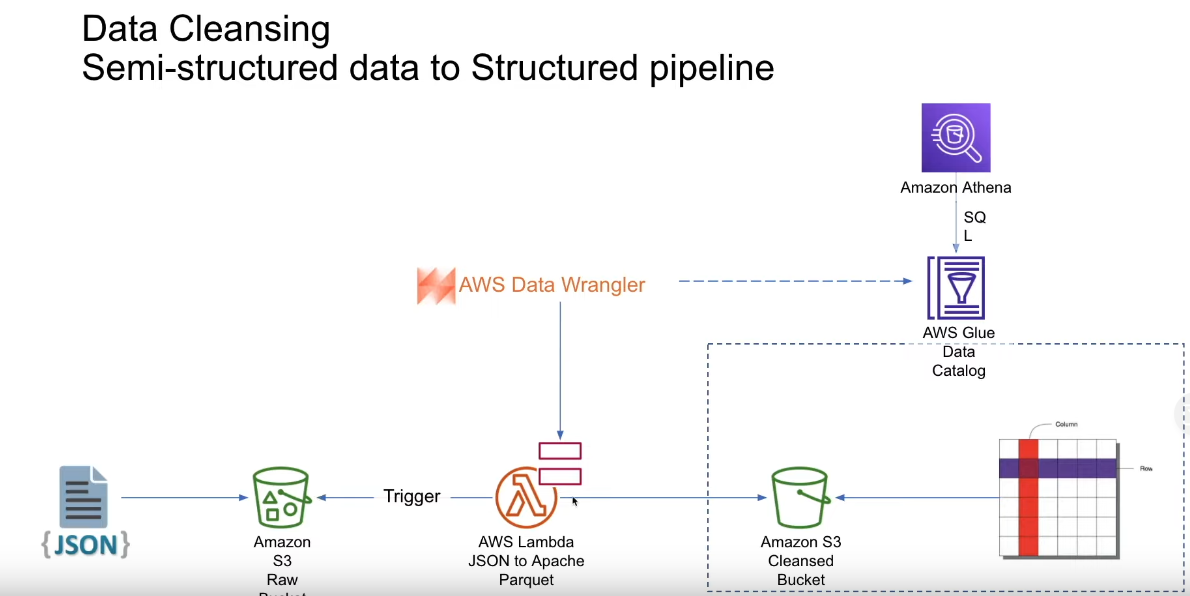 Data Cleansing
Semi-structured data to Structured pipeline
Amazon Athena
SQ
L
AWS Data Wrangler
AWS Glue
Data
Catalog
Column
Row
{JSON}
Trigger
Amazon
S3
Raw
Bucket
AWS Lambda
JSON to Apache
Parquet
Amazon S3
Cleansed
Bucket